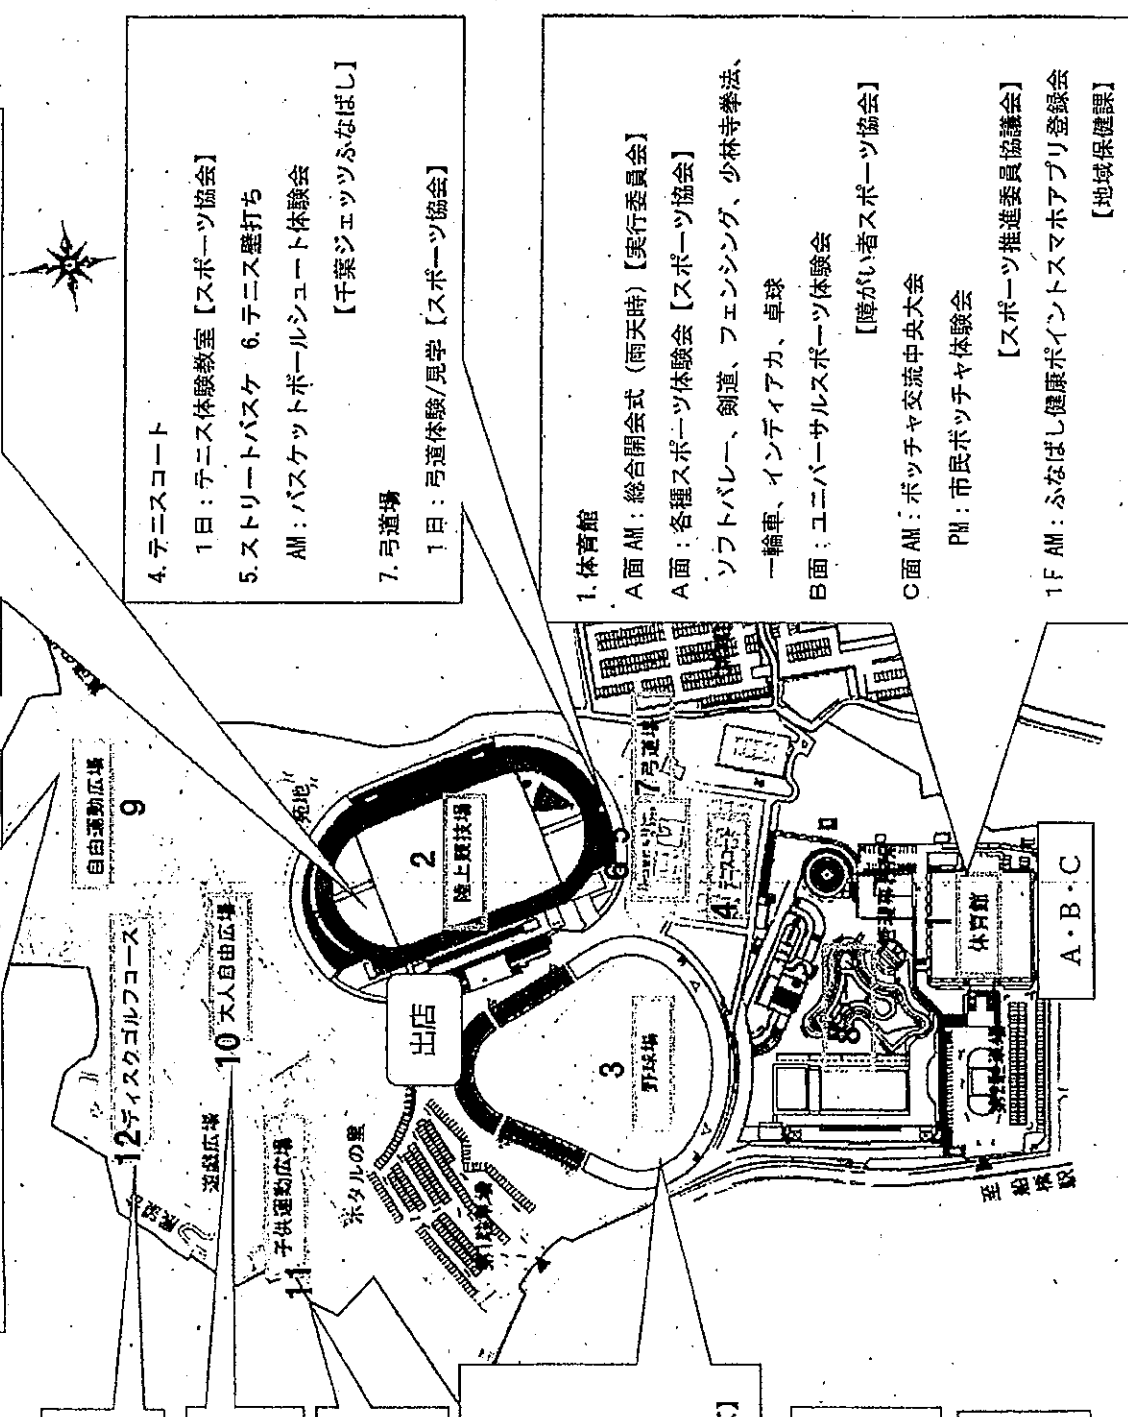 4. テニスコート
1日：テニス体験教室【スポーツ協会】
5. ストリートバスケ 6. テニス壁打ち
AM：バスケットボールシュート体験会
【千葉ジェッツふなばし】
7. 弓道場
1日：弓道体験/見学【スポーツ協会】
1. 体育館
A面 AM：総合開会式（雨天時）【実行委員会】
A面：各種スポーツ体験会【スポーツ協会】
ソフトバレー、剣道、フェンシング、少林寺拳法、
一輪車、インディアカ、卓球
B面：ユニバーサルスポーツ体験会
【障がい者スポーツ協会】
C面 AM：ボッチャ交流中央大会
PM：市民ボッチャ体験会
【スポーツ推進委員協議会】
1F AM：ふなばし健康ポイントスマホアプリ登録会
【地域保健課】
自由運動広場
9
12 ディスクゴルフコース
10 大人自由広場
遊戯広場
11 子供運動広場
ホタルの里
出店
2
陸上競技場
3
野球場
7 弓道場
4 テニスコート
8
体育館
A・B・C
至船橋駅